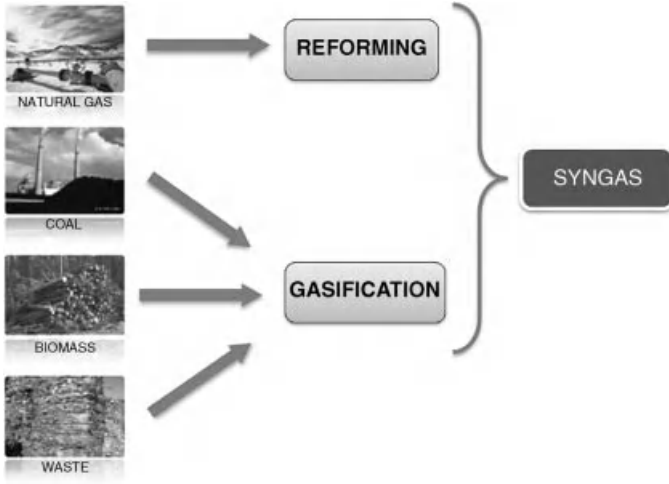 NATURAL GAS
REFORMING
COAL
SYNGAS
GASIFICATION
BIOMASS
WASTE